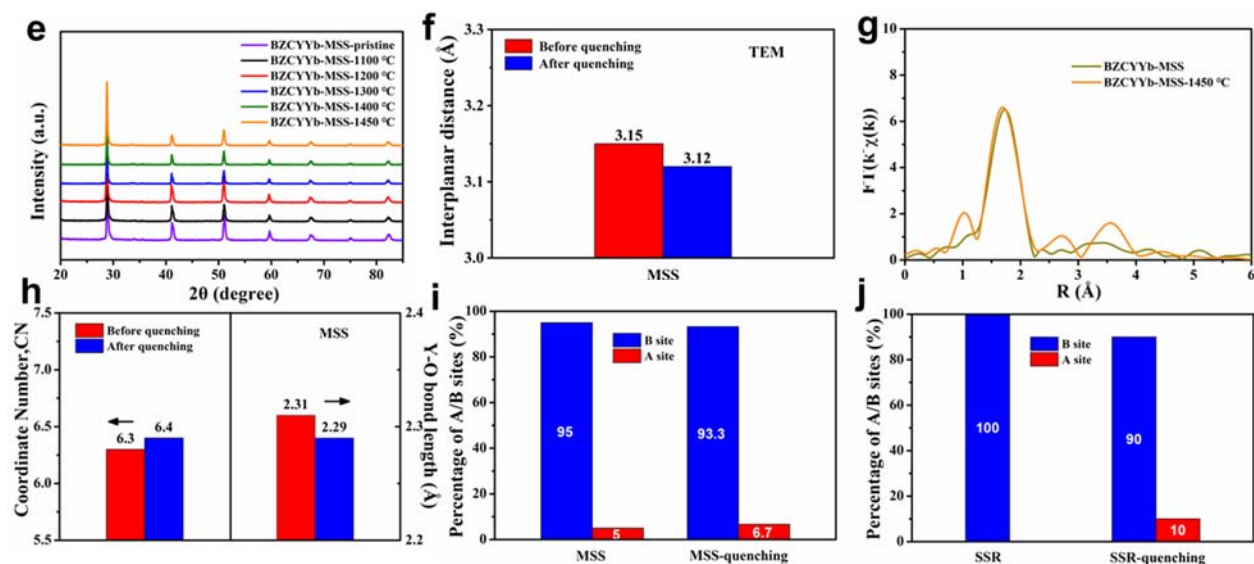 e
BZCYYb-MSS-pristine
BZCYYb-MSS-1100 °C
BZCYYb-MSS-1200 °C
BZCYYb-MSS-1300 °C
BZCYYb-MSS-1400 °C
BZCYYb-MSS-1450 °C
Intensity (a.u.)
20 30 40 50 60 70 80
2θ (degree)
f
Before quenching
After quenching
TEM
3.15
3.12
Interplanar distance (Å)
3.3
3.2
3.1
3.0
MSS
g
BZCYYb-MSS
BZCYYb-MSS-1450 °C
10
8
6
4
2
0
0 1 2 3 4 5 6
R (Å)
h
Before quenching
After quenching
MSS
6.3
6.4
2.31
2.29
Coordinate Number,CN
7.5
7.0
6.5
6.0
5.5
2.4
2.3
2.2
Y-O bond length (Å)
i
B site
A site
95
5
93.3
6.7
Percentage of A/B sites (%)
100
80
60
40
20
0
MSS MSS-quenching
j
B site
A site
100
90
10
Percentage of A/B sites (%)
100
80
60
40
20
0
SSR SSR-quenching